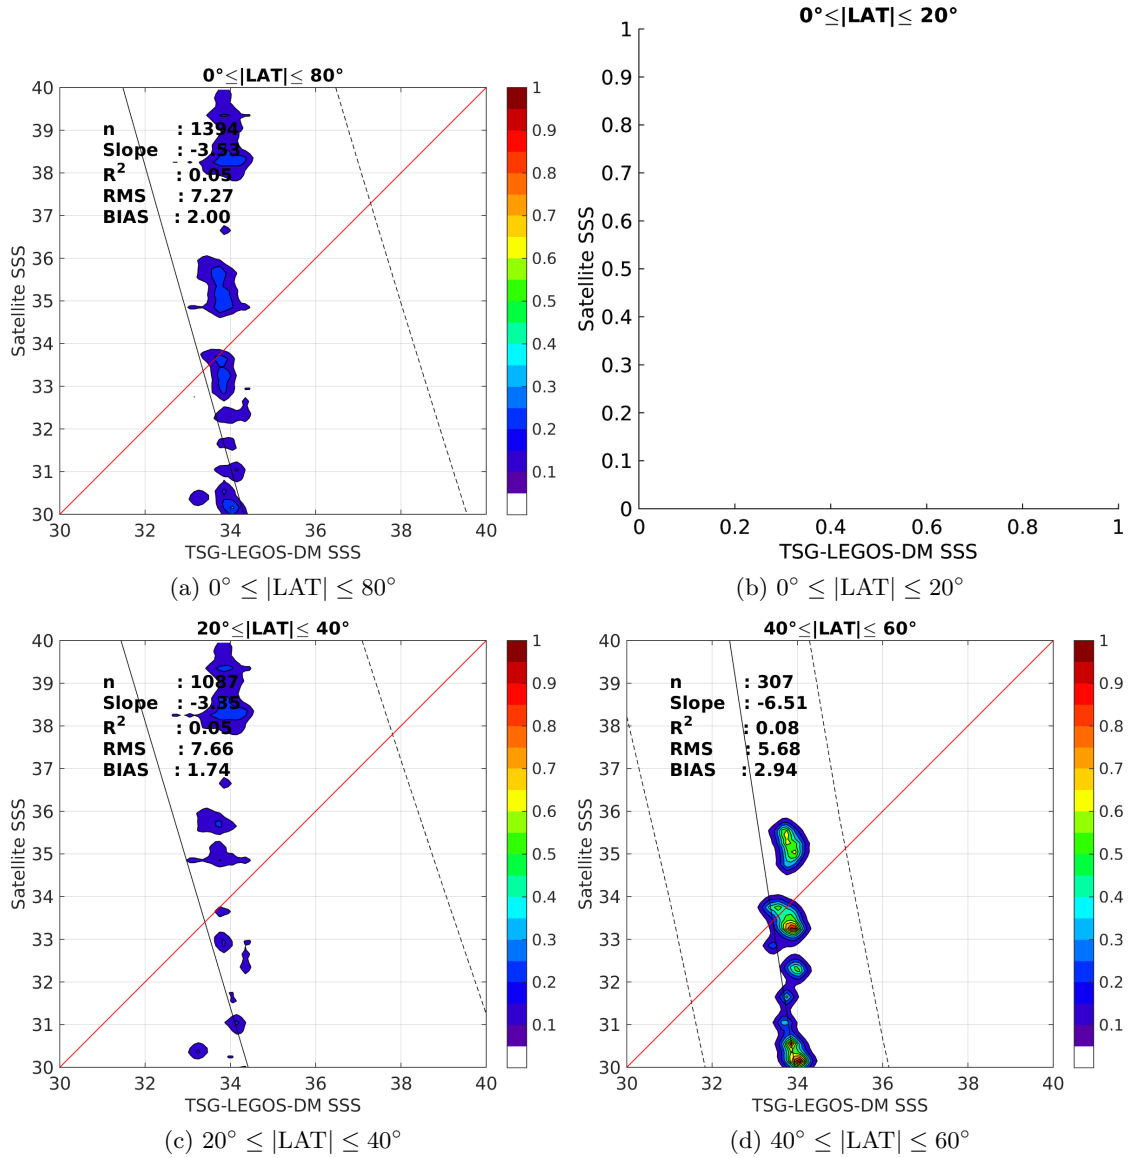 0°≤|LAT|≤ 80°
40
39
38
37
36
35
34
33
32
31
30
Satellite SSS
n : 1394
Slope : -3.53
R² : 0.05
RMS : 7.27
BIAS : 2.00
30 32 34 36 38 40
TSG-LEGOS-DM SSS
1
0.9
0.8
0.7
0.6
0.5
0.4
0.3
0.2
0.1
(a) 0° ≤ |LAT| ≤ 80°
0°≤|LAT|≤ 20°
1
0.9
0.8
0.7
0.6
0.5
0.4
0.3
0.2
0.1
0
Satellite SSS
0 0.2 0.4 0.6 0.8 1
TSG-LEGOS-DM SSS
(b) 0° ≤ |LAT| ≤ 20°
20°≤|LAT|≤ 40°
40
39
38
37
36
35
34
33
32
31
30
Satellite SSS
n : 1087
Slope : -3.35
R² : 0.05
RMS : 7.66
BIAS : 1.74
30 32 34 36 38 40
TSG-LEGOS-DM SSS
1
0.9
0.8
0.7
0.6
0.5
0.4
0.3
0.2
0.1
(c) 20° ≤ |LAT| ≤ 40°
40°≤|LAT|≤ 60°
40
39
38
37
36
35
34
33
32
31
30
Satellite SSS
n : 307
Slope : -6.51
R² : 0.08
RMS : 5.68
BIAS : 2.94
30 32 34 36 38 40
TSG-LEGOS-DM SSS
1
0.9
0.8
0.7
0.6
0.5
0.4
0.3
0.2
0.1
(d) 40° ≤ |LAT| ≤ 60°